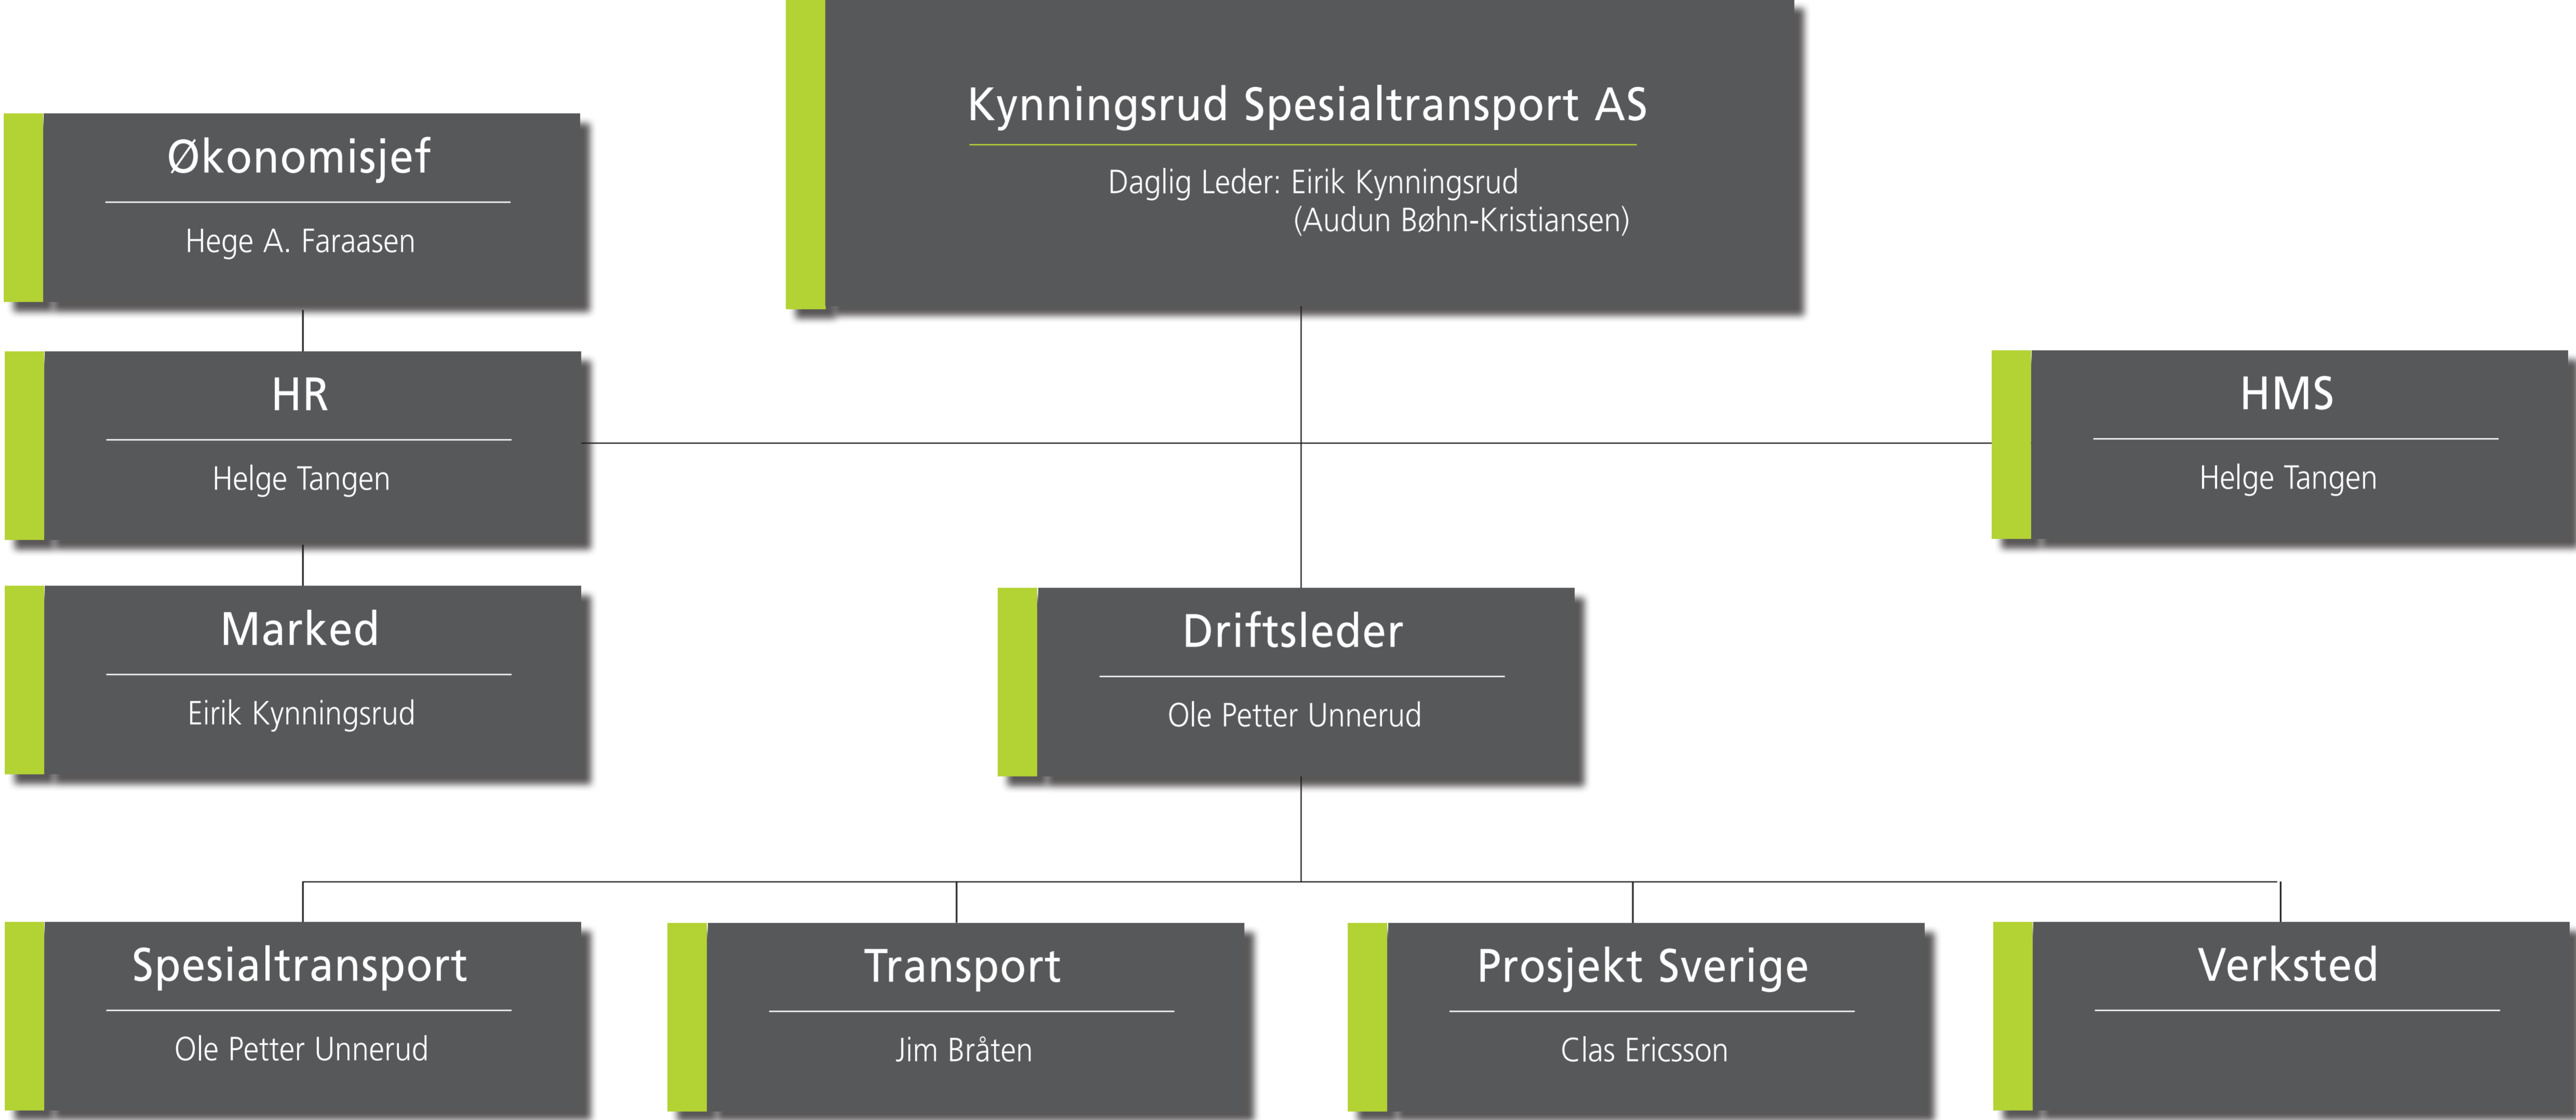 Kynningsrud Spesialtransport AS
Daglig Leder: Eirik Kynningsrud
(Audun Bøhn-Kristiansen)
Økonomisjef
Hege A. Faraasen
HR
Helge Tangen
HMS
Helge Tangen
Marked
Eirik Kynningsrud
Driftsleder
Ole Petter Unnerud
Spesialtransport
Ole Petter Unnerud
Transport
Jim Bråten
Prosjekt Sverige
Clas Ericsson
Verksted